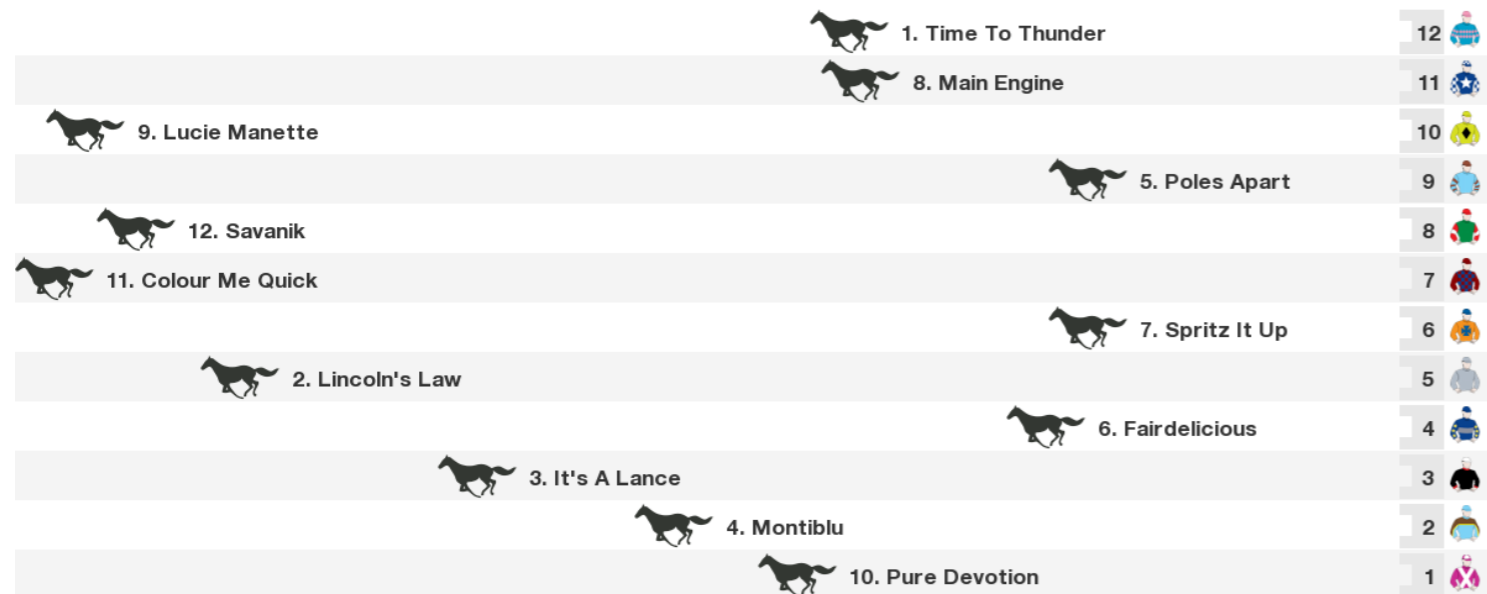 1. Time To Thunder 12
8. Main Engine 11
9. Lucie Manette 10
5. Poles Apart 9
12. Savanik 8
11. Colour Me Quick 7
7. Spritz It Up 6
2. Lincoln's Law 5
6. Fairdelicious 4
3. It's A Lance 3
4. Montiblu 2
10. Pure Devotion 1